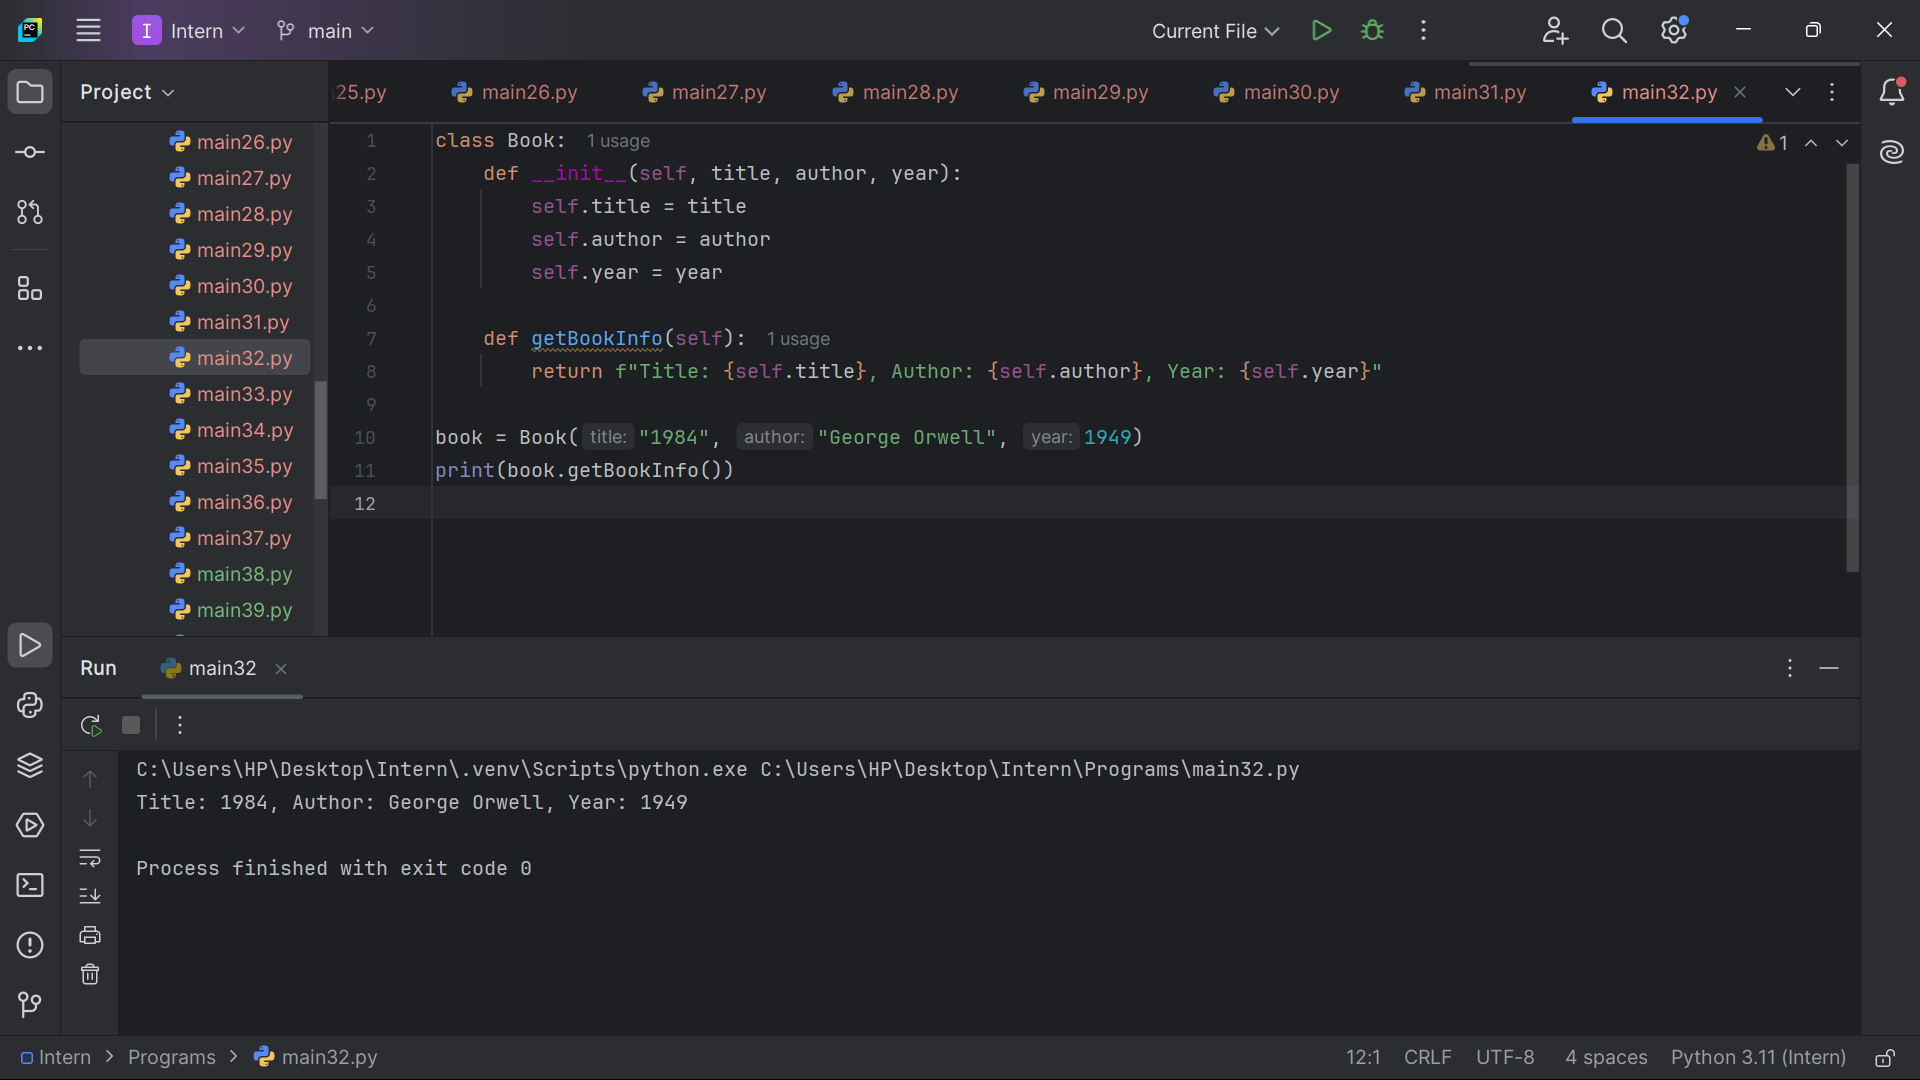 PC
I Intern main Current File
Project 25.py main26.py main27.py main28.py main29.py main30.py main31.py main32.py
main26.py
main27.py
main28.py
main29.py
main30.py
main31.py
main32.py
main33.py
main34.py
main35.py
main36.py
main37.py
main38.py
main39.py
1 class Book: 1 usage
2 def __init__(self, title, author, year):
3 self.title = title
4 self.author = author
5 self.year = year
6
7 def getBookInfo(self): 1 usage
8 return f"Title: {self.title}, Author: {self.author}, Year: {self.year}"
9
10 book = Book( title: "1984", author: "George Orwell", year: 1949)
11 print(book.getBookInfo())
12
1
Run main32
C:\Users\HP\Desktop\Intern\.venv\Scripts\python.exe C:\Users\HP\Desktop\Intern\Programs\main32.py
Title: 1984, Author: George Orwell, Year: 1949
Process finished with exit code 0
Intern > Programs > main32.py 12:1 CRLF UTF-8 4 spaces Python 3.11 (Intern)